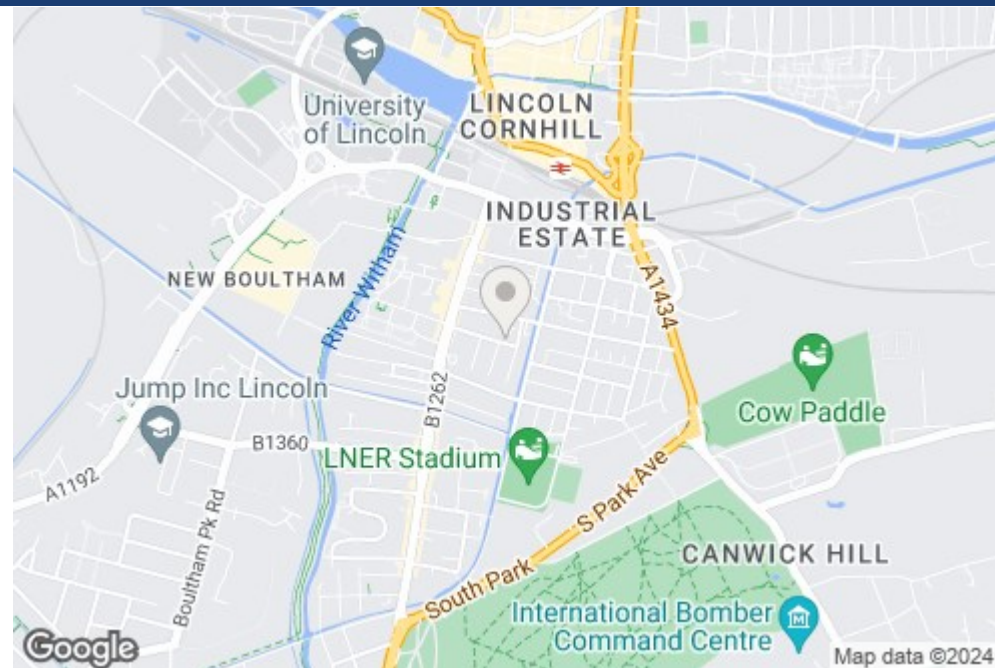 University
of Lincoln
LINCOLN
CORNHILL
INDUSTRIAL
ESTATE
NEW BOULTHAM
River Witham
A1434
Jump Inc Lincoln
B1262
Cow Paddle
B1360
LNER Stadium
A1192
S Park Ave
Boultham Pk Rd
CANWICK HILL
South Park
International Bomber
Command Centre
Google
Map data ©2024